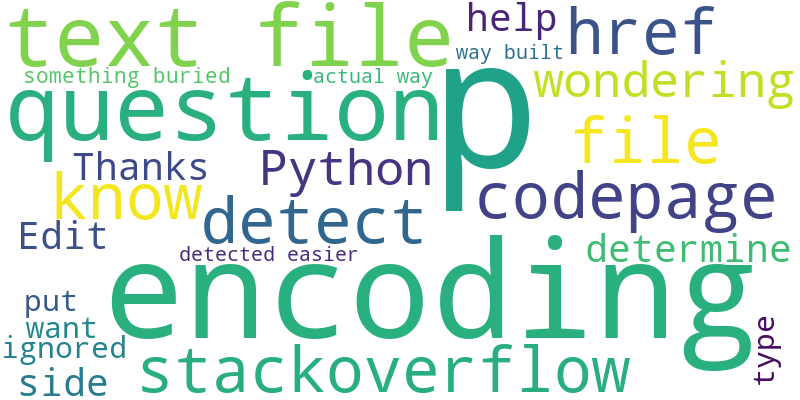 text file
help
href
way built
something buried
actual way
wondering
question
p
file
Thanks
Python
know
codepage
detect
Edit
determine
detected easier
encoding
put
want
ignored
side
stackoverflow
type